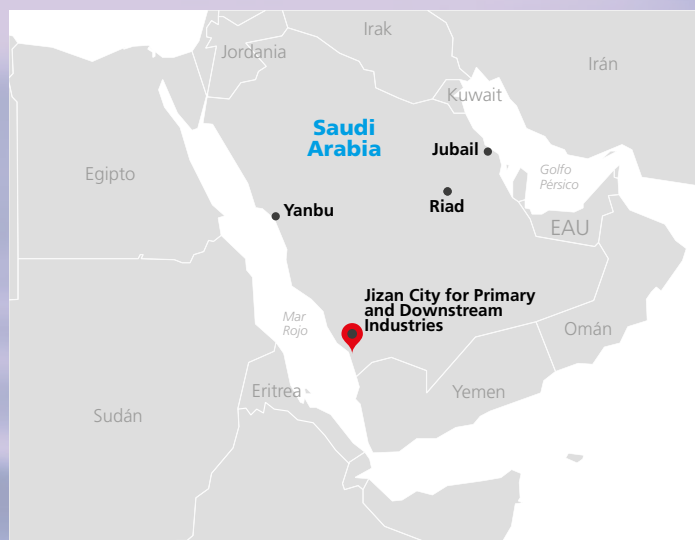 Irak
Jordania
Irán
Kuwait
Saudi
Arabia
Jubail
Golfo
Pérsico
Egipto
Riad
Yanbu
EAU
Jizan City for Primary
and Downstream
Industries
Mar
Rojo
Omán
Eritrea
Yemen
Sudán